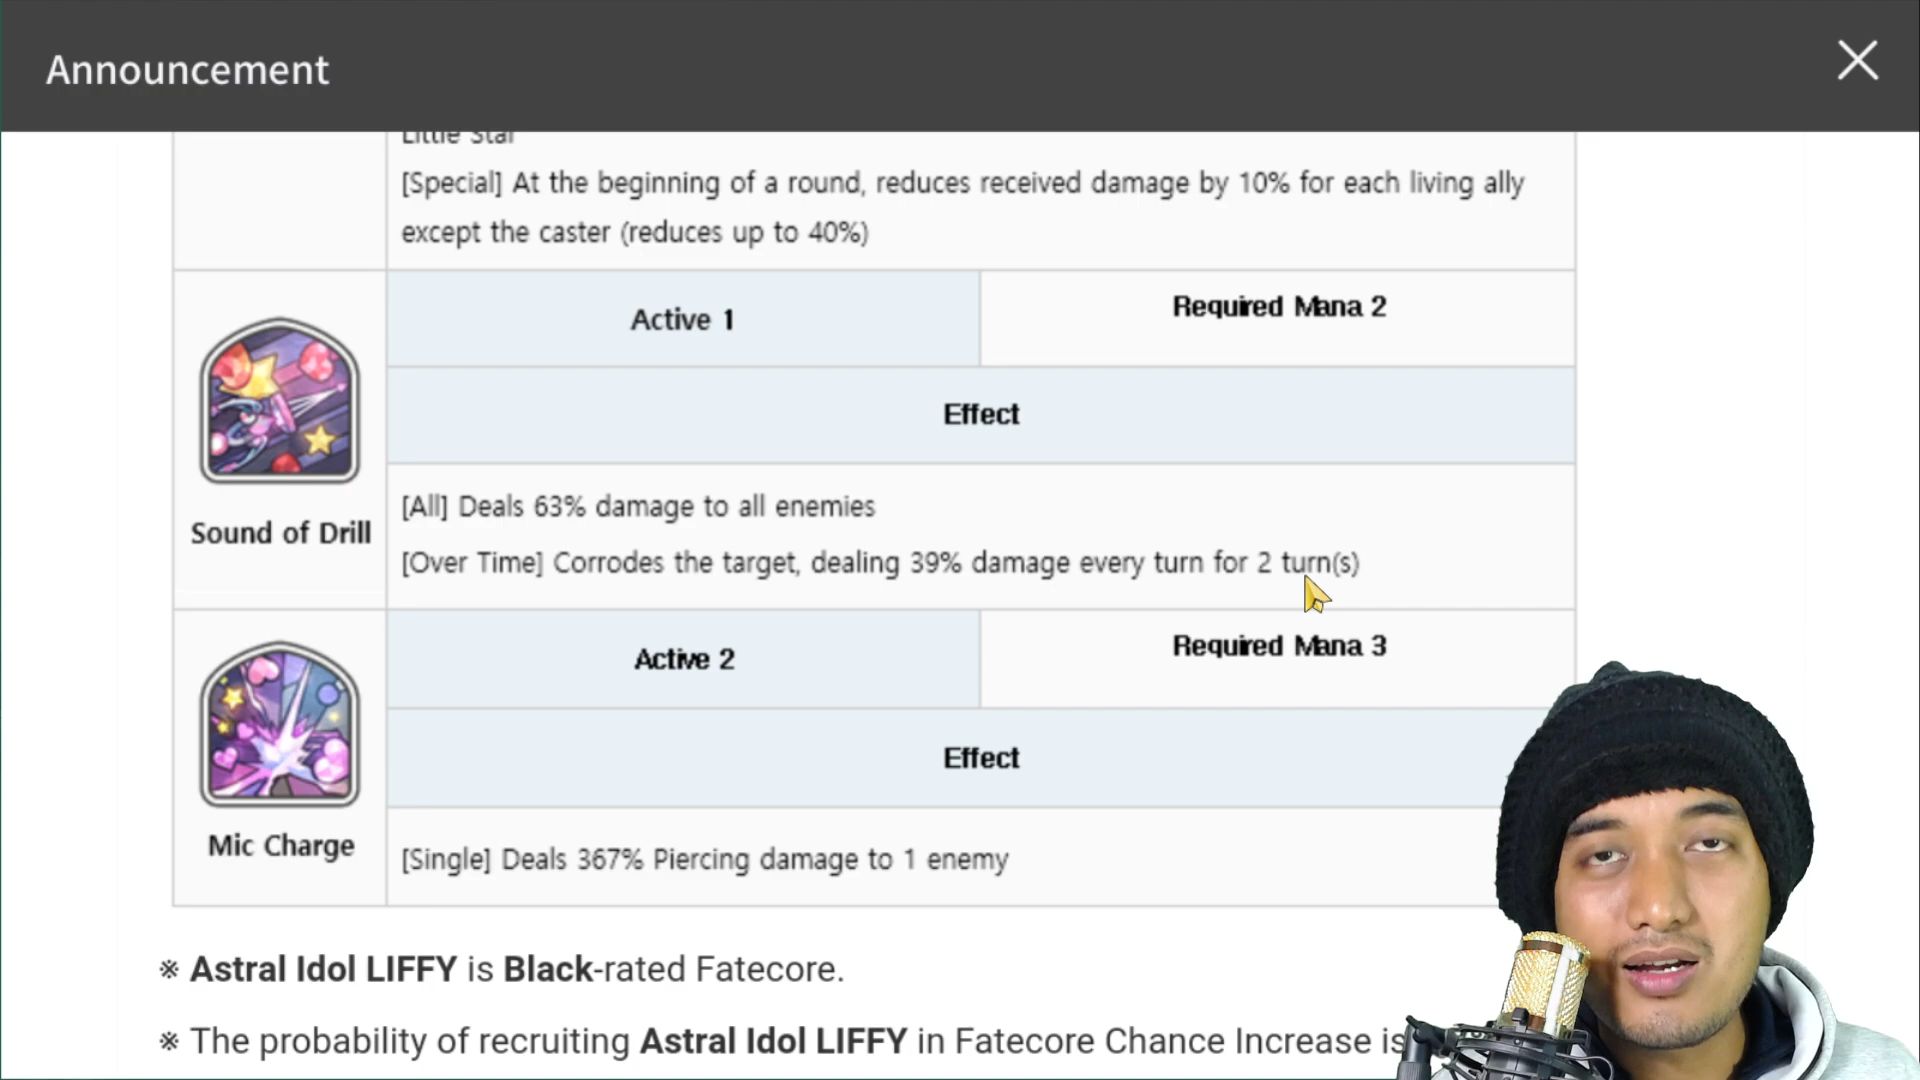 Announcement
Little Star
[Special] At the beginning of a round, reduces received damage by 10% for each living ally
except the caster (reduces up to 40%)
Active 1
Required Mana 2
Effect
Sound of Drill
[All] Deals 63% damage to all enemies
[Over Time] Corrodes the target, dealing 39% damage every turn for 2 turn(s)
Active 2
Required Mana 3
Effect
Mic Charge
[Single] Deals 367% Piercing damage to 1 enemy
※ Astral Idol LIFFY is Black-rated Fatecore.
※ The probability of recruiting Astral Idol LIFFY in Fatecore Chance Increase is